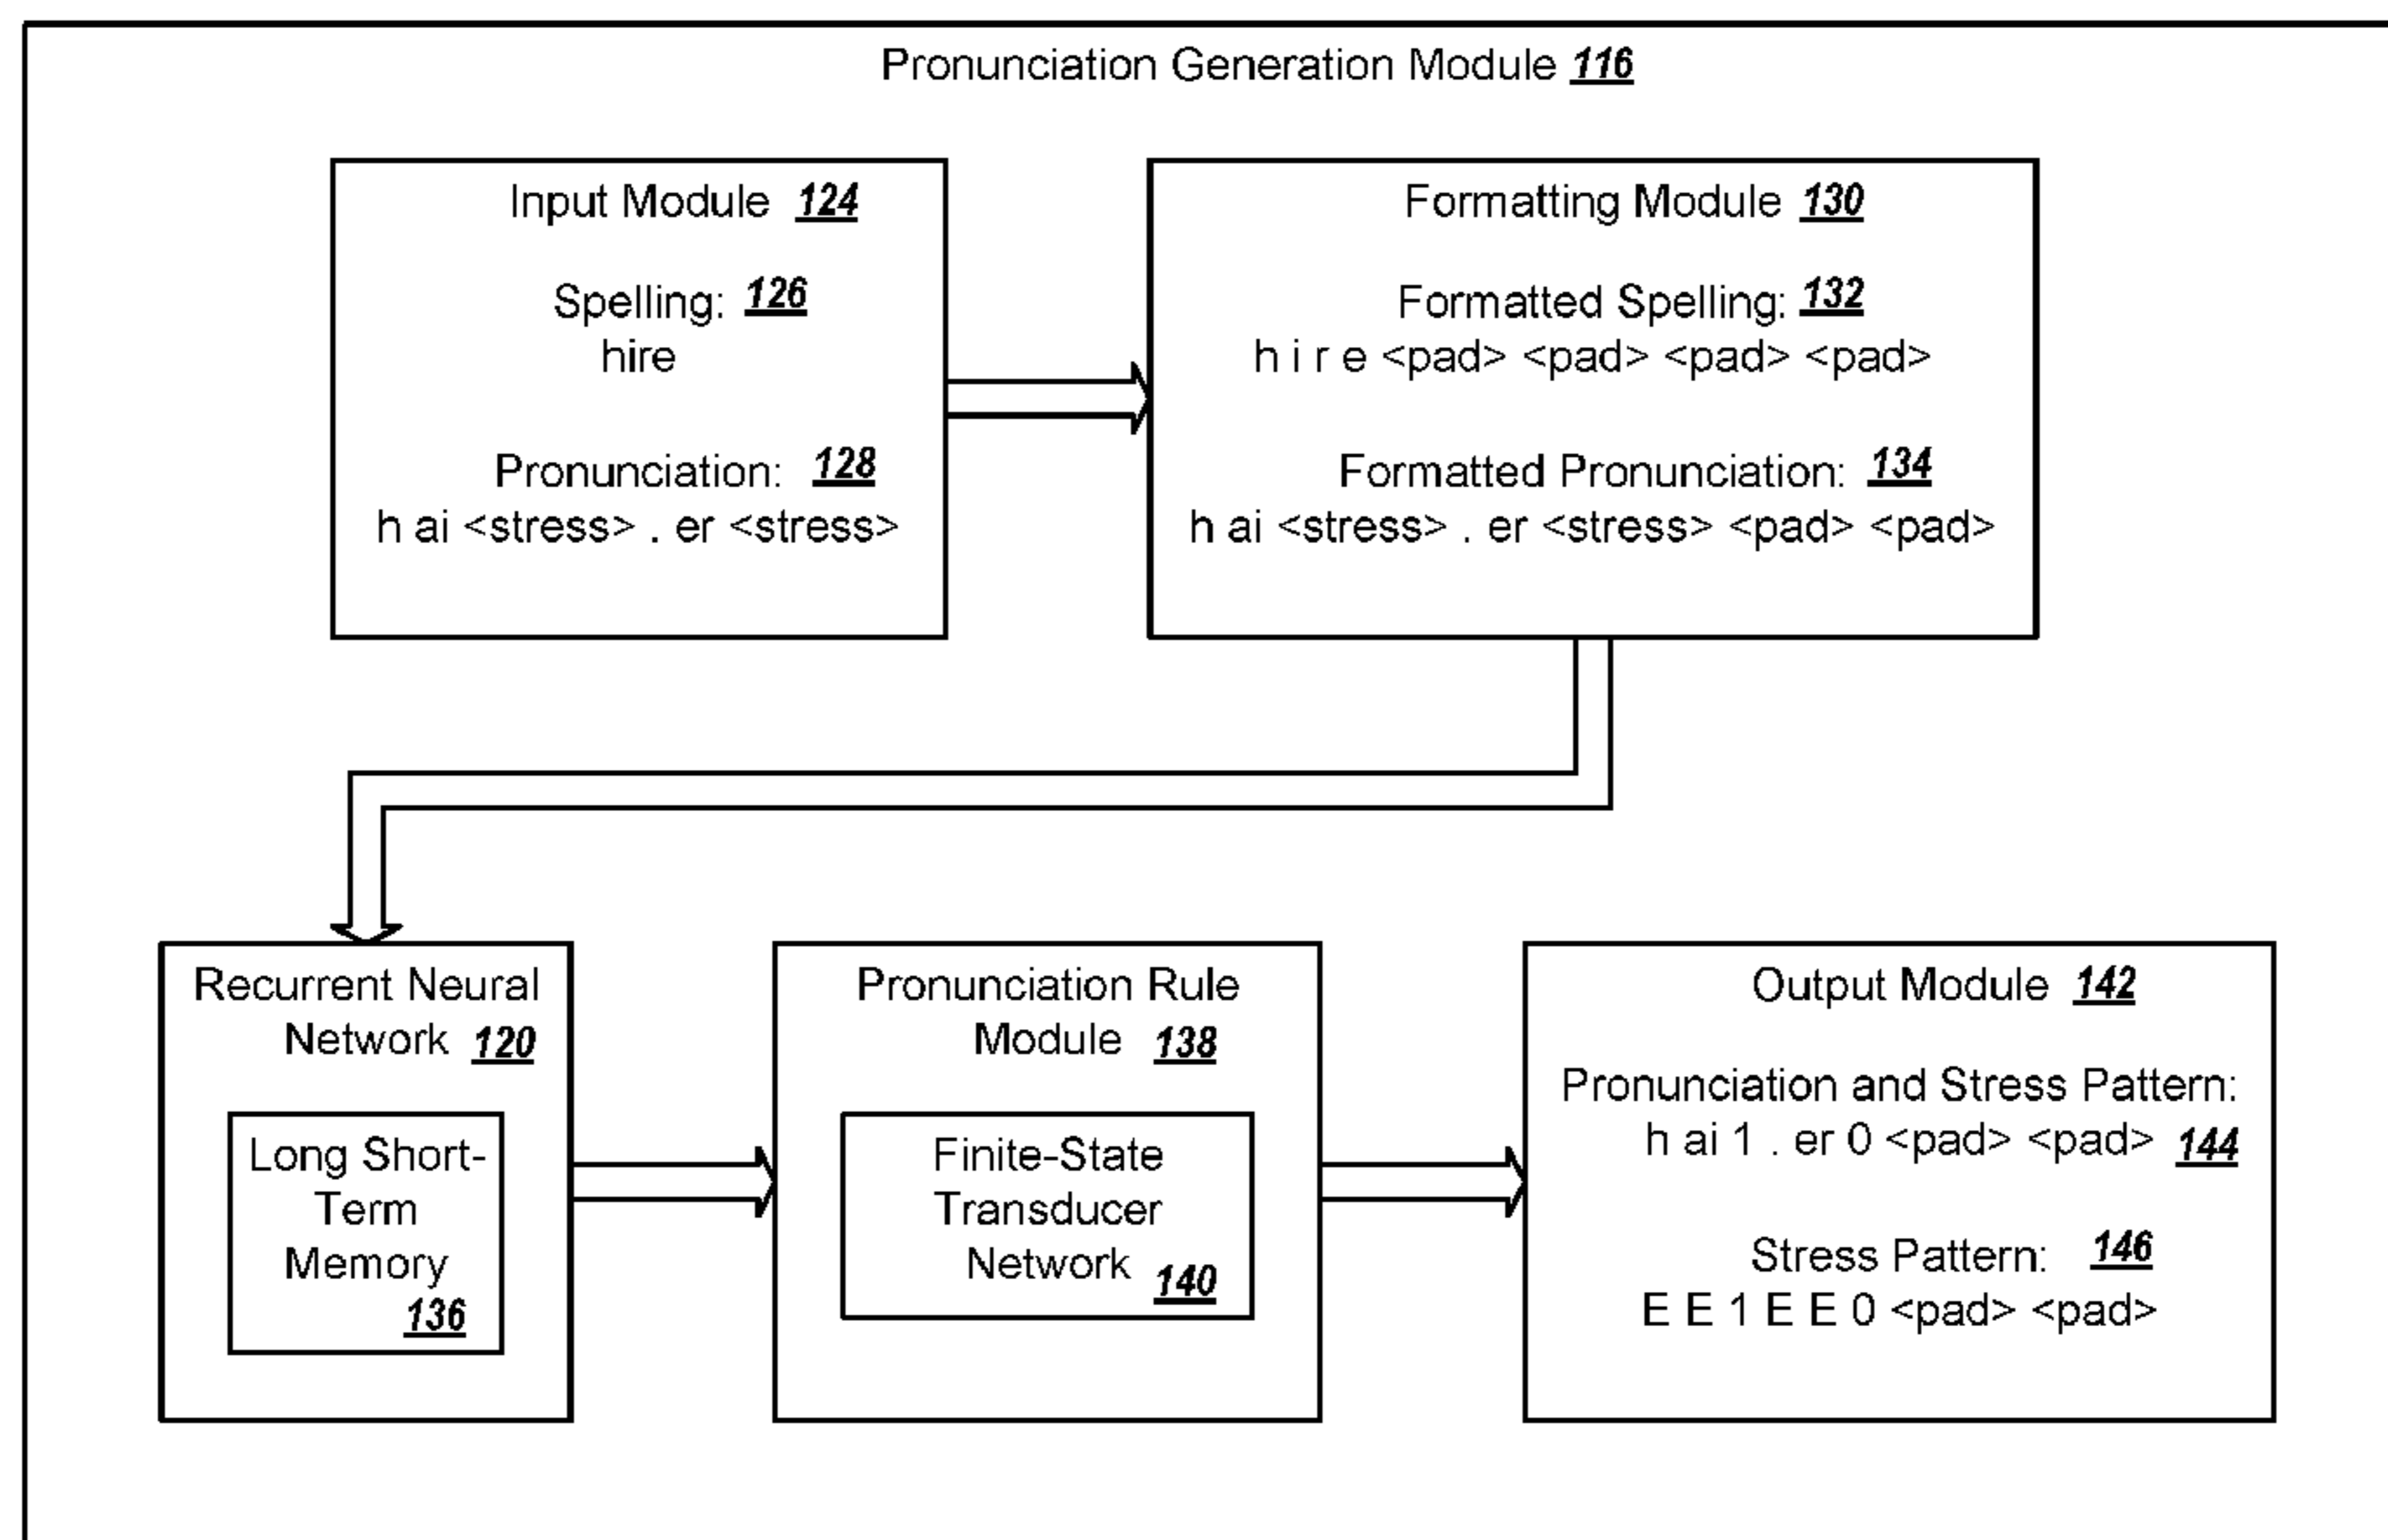 Pronunciation Generation Module 116
Input Module 124
Spelling: 126
hire
Pronunciation: 128
h ai <stress> . er <stress>
Formatting Module 130
Formatted Spelling: 132
h i r e <pad> <pad> <pad> <pad>
Formatted Pronunciation: 134
h ai <stress> . er <stress> <pad> <pad>
Recurrent Neural
Network 120
Long Short-
Term
Memory
136
Pronunciation Rule
Module 138
Finite-State
Transducer
Network 140
Output Module 142
Pronunciation and Stress Pattern:
h ai 1 . er 0 <pad> <pad> 144
Stress Pattern: 146
E E 1 E E 0 <pad> <pad>